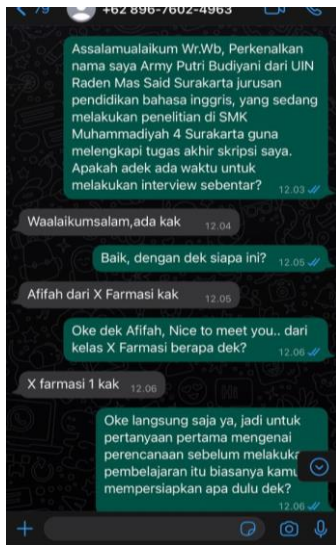 79
+62 896-7602-4963
Assalamualaikum Wr.Wb, Perkenalkan
nama saya Army Putri Budiyani dari UIN
Raden Mas Said Surakarta jurusan
pendidikan bahasa inggris, yang sedang
melakukan penelitian di SMK
Muhammadiyah 4 Surakarta guna
melengkapi tugas akhir skripsi saya.
Apakah adek ada waktu untuk
melakukan interview sebentar?
12.03
Waalaikumsalam,ada kak
12.04
Baik, dengan dek siapa ini?
12.05
Afifah dari X Farmasi kak
12.05
Oke dek Afifah, Nice to meet you.. dari
kelas X Farmasi berapa dek?
12.06
X farmasi 1 kak
12.06
Oke langsung saja ya, jadi untuk
pertanyaan pertama mengenai
perencanaan sebelum melakuka
pembelajaran itu biasanya kamu
mempersiapkan apa dulu dek?
12.06